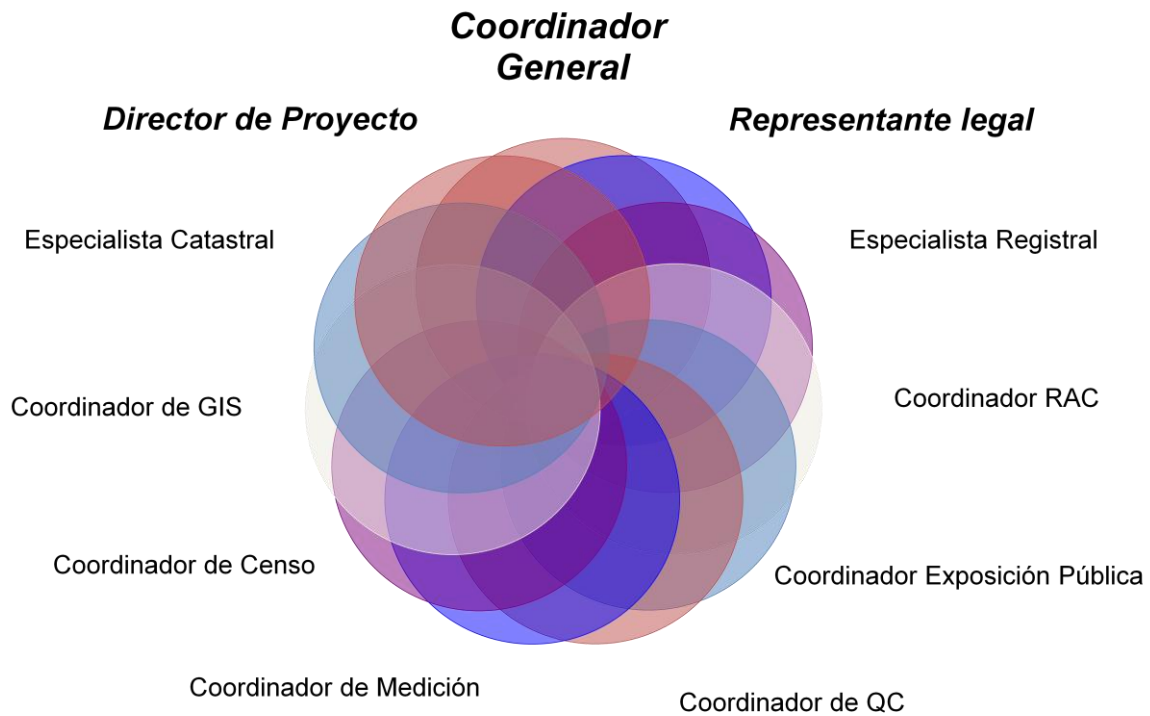 Coordinador
General
Director de Proyecto
Representante legal
Especialista Catastral
Especialista Registral
Coordinador de GIS
Coordinador RAC
Coordinador de Censo
Coordinador Exposición Pública
Coordinador de Medición
Coordinador de QC